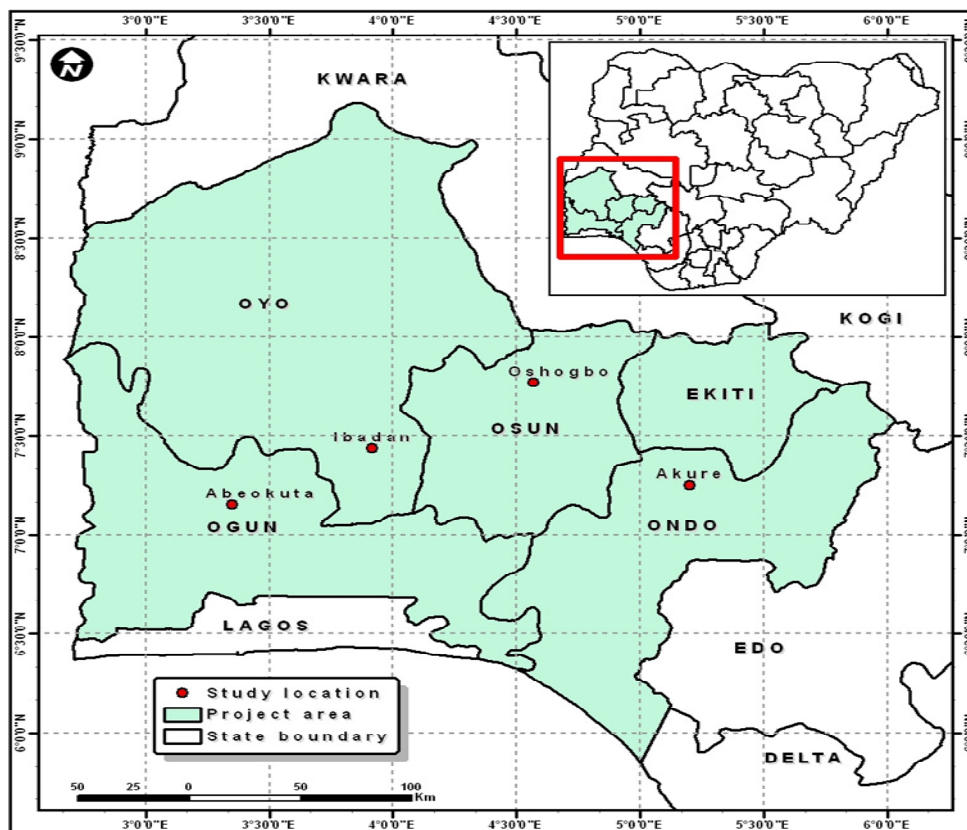 3°0'0"E 3°30'0"E 4°0'0"E 4°30'0"E 5°0'0"E 5°30'0"E 6°0'0"E
9°30'0"N
N
KWARA
9°0'0"N
8°30'0"N
OYO
KOGI
8°0'0"N
Oshogbo
EKITI
OSUN
7°30'0"N
Ibadan
Akure
Abeokuta
OGUN
ONDO
7°0'0"N
LAGOS
6°30'0"N
EDO
Study location
Project area
State boundary
6°0'0"N
DELTA
50 25 0 50 100
Km
3°0'0"E 3°30'0"E 4°0'0"E 4°30'0"E 5°0'0"E 5°30'0"E 6°0'0"E